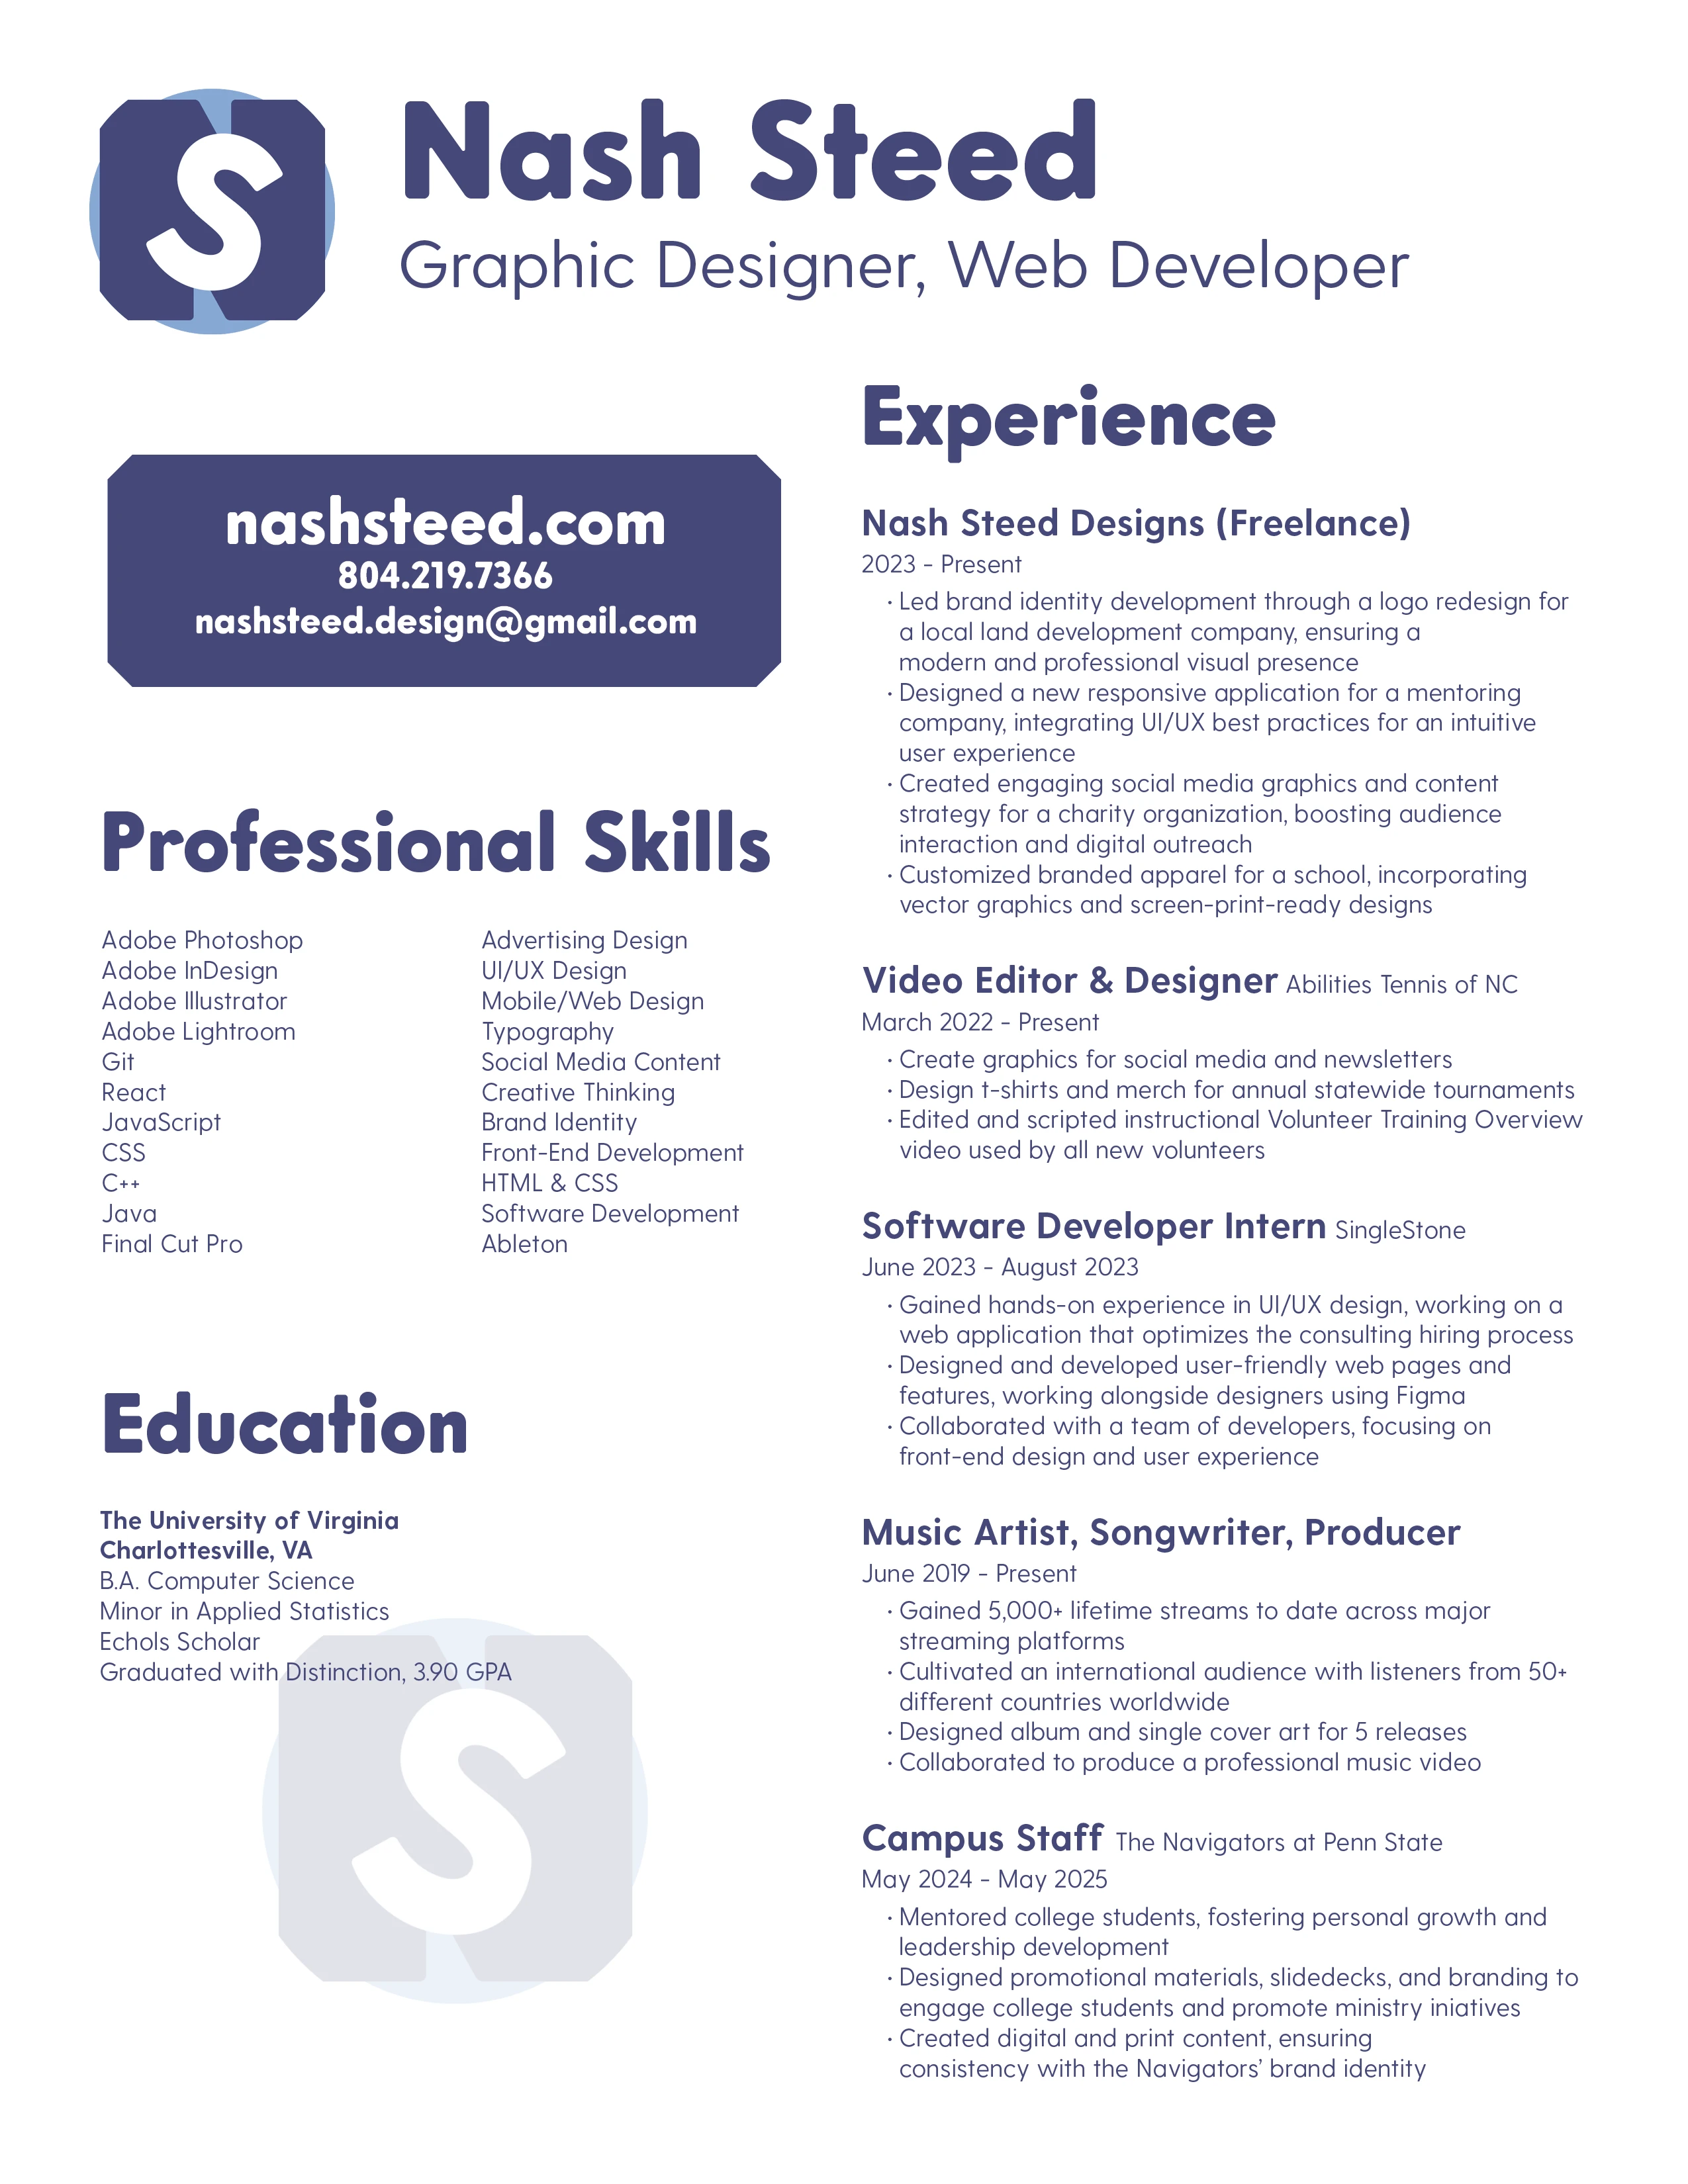 S
Nash Steed
Graphic Designer, Web Developer
nashsteed.com
804.219.7366
nashsteed.design@gmail.com
Professional Skills
Adobe Photoshop
Adobe InDesign
Adobe Illustrator
Adobe Lightroom
Git
React
JavaScript
CSS
C++
Java
Final Cut Pro
Advertising Design
UI/UX Design
Mobile/Web Design
Typography
Social Media Content
Creative Thinking
Brand Identity
Front-End Development
HTML & CSS
Software Development
Ableton
Education
The University of Virginia
Charlottesville, VA
B.A. Computer Science
Minor in Applied Statistics
Echols Scholar
Graduated with Distinction, 3.90 GPA
S
Experience
Nash Steed Designs (Freelance)
2023 - Present
· Led brand identity development through a logo redesign for
a local land development company, ensuring a
modern and professional visual presence
· Designed a new responsive application for a mentoring
company, integrating UI/UX best practices for an intuitive
user experience
· Created engaging social media graphics and content
strategy for a charity organization, boosting audience
interaction and digital outreach
· Customized branded apparel for a school, incorporating
vector graphics and screen-print-ready designs
Video Editor & Designer Abilities Tennis of NC
March 2022 - Present
· Create graphics for social media and newsletters
· Design t-shirts and merch for annual statewide tournaments
· Edited and scripted instructional Volunteer Training Overview
video used by all new volunteers
Software Developer Intern SingleStone
June 2023 - August 2023
· Gained hands-on experience in UI/UX design, working on a
web application that optimizes the consulting hiring process
· Designed and developed user-friendly web pages and
features, working alongside designers using Figma
· Collaborated with a team of developers, focusing on
front-end design and user experience
Music Artist, Songwriter, Producer
June 2019 - Present
· Gained 5,000+ lifetime streams to date across major
streaming platforms
· Cultivated an international audience with listeners from 50+
different countries worldwide
· Designed album and single cover art for 5 releases
· Collaborated to produce a professional music video
Campus Staff The Navigators at Penn State
May 2024 - May 2025
· Mentored college students, fostering personal growth and
leadership development
· Designed promotional materials, slidedecks, and branding to
engage college students and promote ministry iniatives
· Created digital and print content, ensuring
consistency with the Navigators’ brand identity